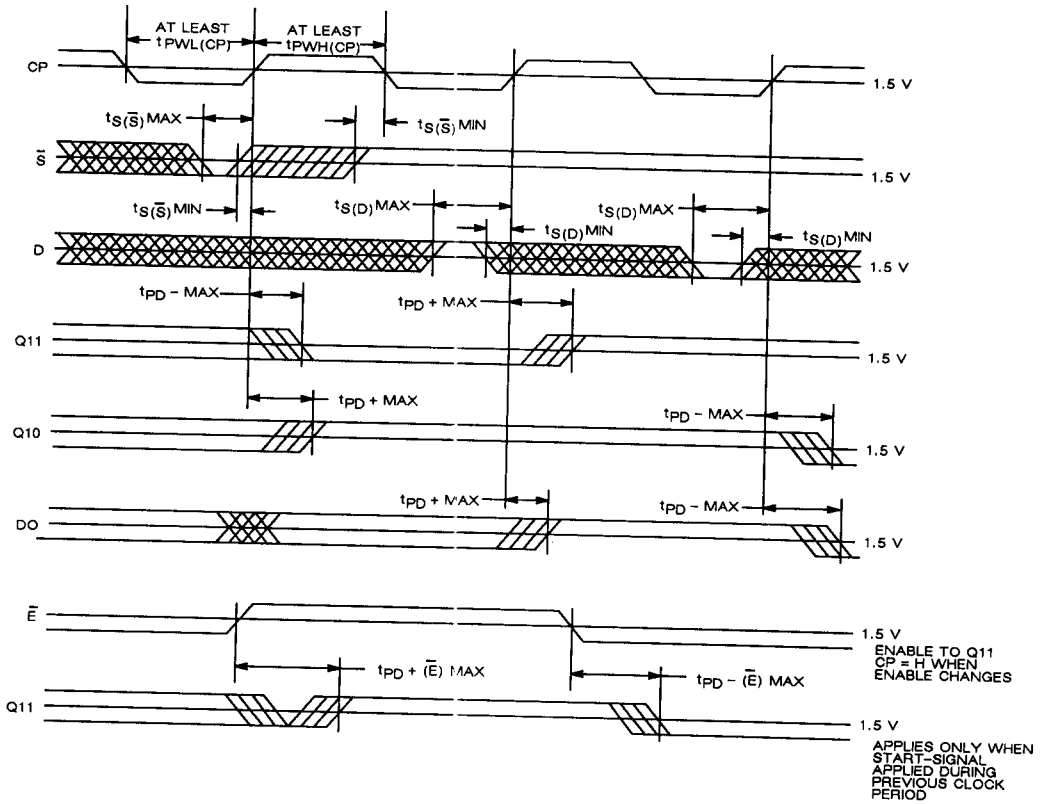 AT LEAST
tPWL(CP)
AT LEAST
tPWH(CP)
CP
1.5 V
tS(S̅) MAX
tS(S̅) MIN
S̅
1.5 V
tS(S̅) MIN
tS(D) MAX
tS(D) MAX
tS(D) MIN
tS(D) MIN
D
1.5 V
tPD – MAX
tPD + MAX
Q11
1.5 V
tPD + MAX
tPD – MAX
Q10
1.5 V
tPD + MAX
tPD – MAX
DO
1.5 V
E̅
1.5 V
ENABLE TO Q11
CP = H WHEN
ENABLE CHANGES
tPD + (E̅) MAX
tPD – (E̅) MAX
Q11
1.5 V
APPLIES ONLY WHEN
START-SIGNAL
APPLIED DURING
PREVIOUS CLOCK
PERIOD